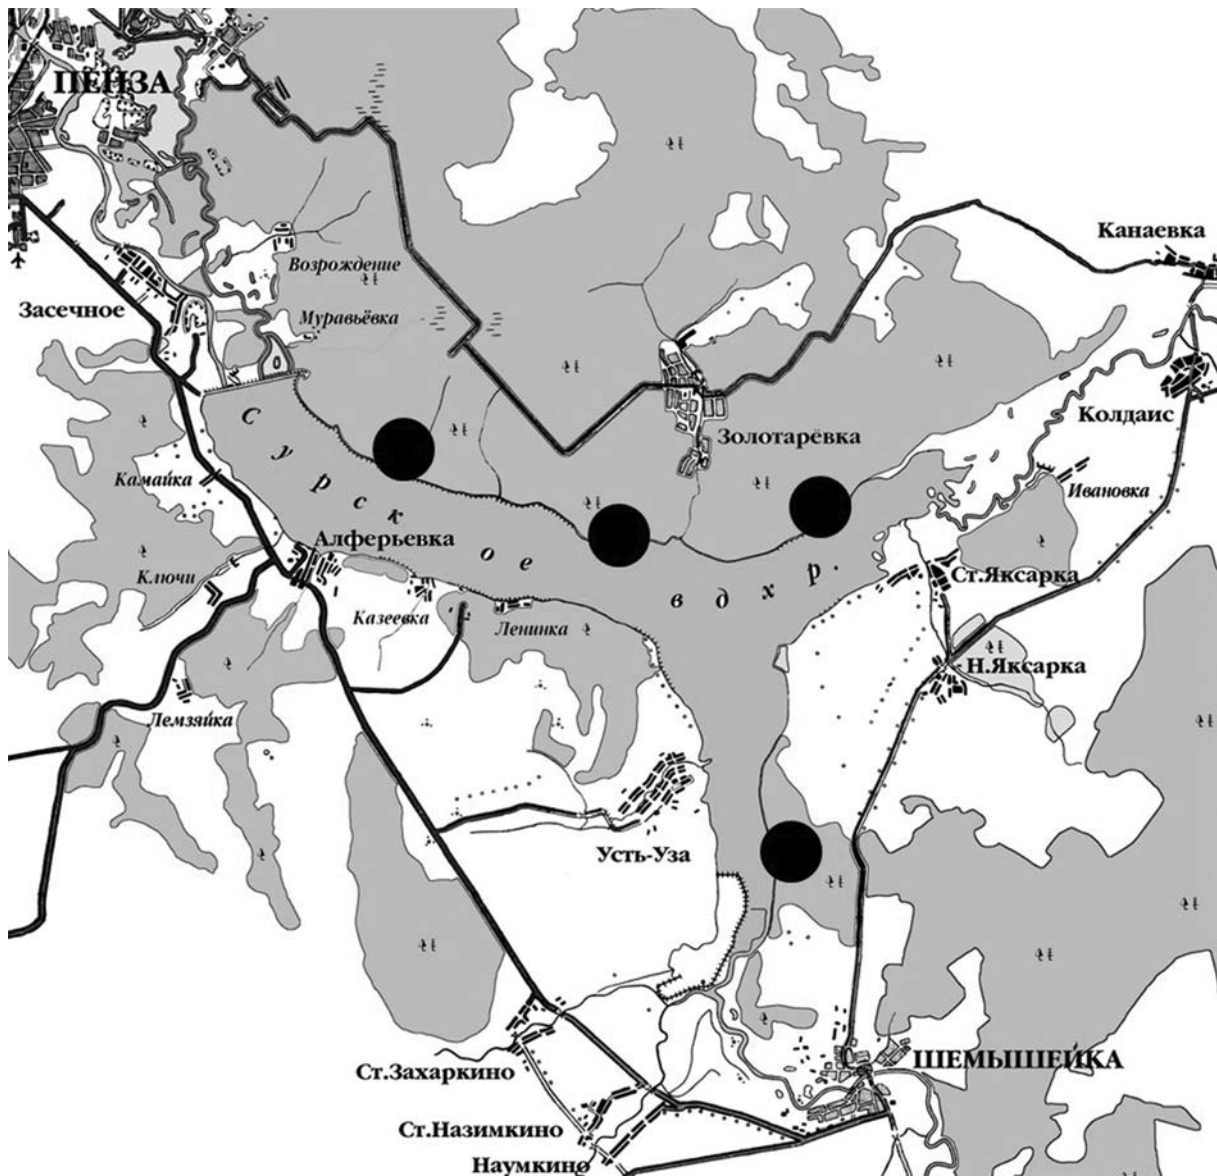 ПЕНЗА
Канаевка
Возрождение
Засечное
Муравьёвка
Колдаис
Золотарёвка
Сурское вдхр.
Камайка
Ивановка
Алферьевка
Ключи
Ст.Яксарка
Казеевка
Ленинка
Н.Яксарка
Лемзяйка
Усть-Уза
ШЕМЫШЕЙКА
Ст.Захаркино
Ст.Назимкино
Наумкино